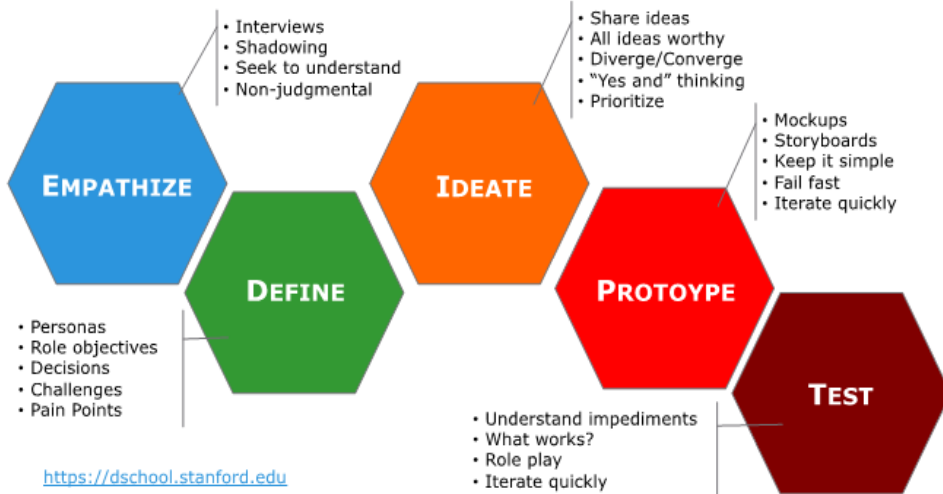 • Interviews
• Shadowing
• Seek to understand
• Non-judgmental
EMPATHIZE
• Personas
• Role objectives
• Decisions
• Challenges
• Pain Points
DEFINE
• Share ideas
• All ideas worthy
• Diverge/Converge
• “Yes and” thinking
• Prioritize
IDEATE
• Mockups
• Storyboards
• Keep it simple
• Fail fast
• Iterate quickly
PROTOYPE
• Understand impediments
• What works?
• Role play
• Iterate quickly
TEST
https://dschool.stanford.edu